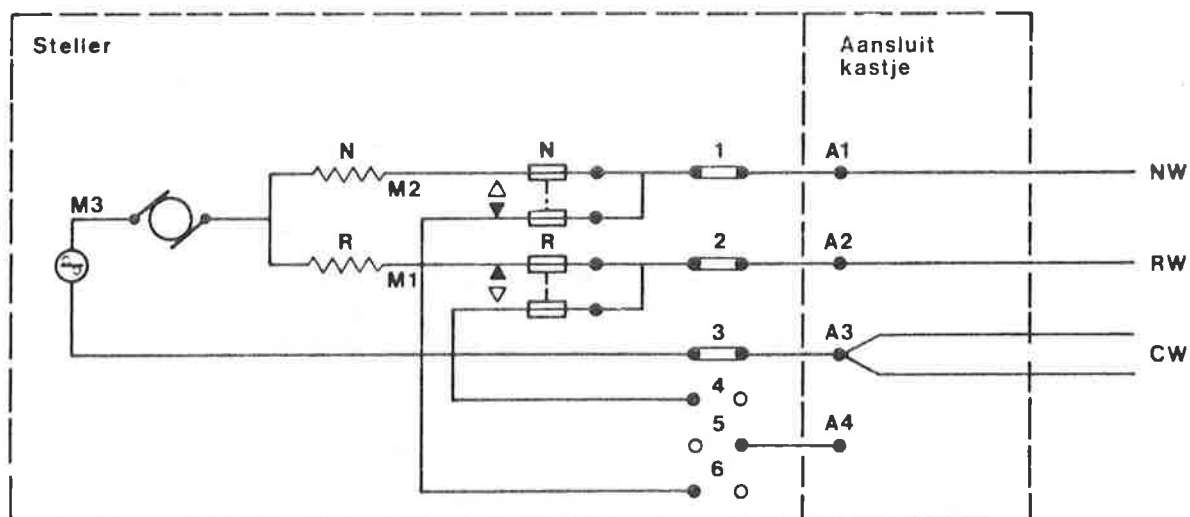 Steller
Aansluit
kastje
N
N
1
A1
NW
M2
M3
R
R
2
A2
RW
M1
3
A3
CW
4
5
A4
6